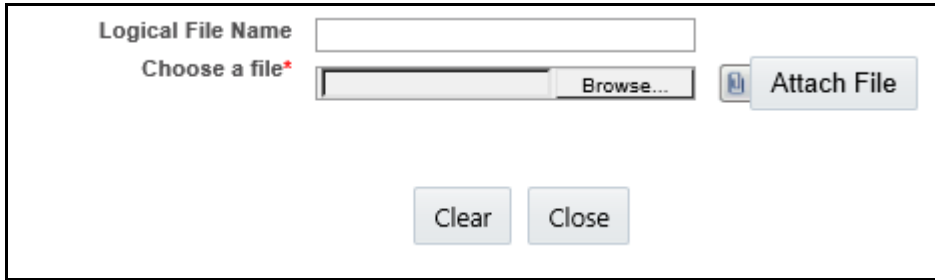 Logical File Name
Choose a file*
Browse... Attach File
Clear Close